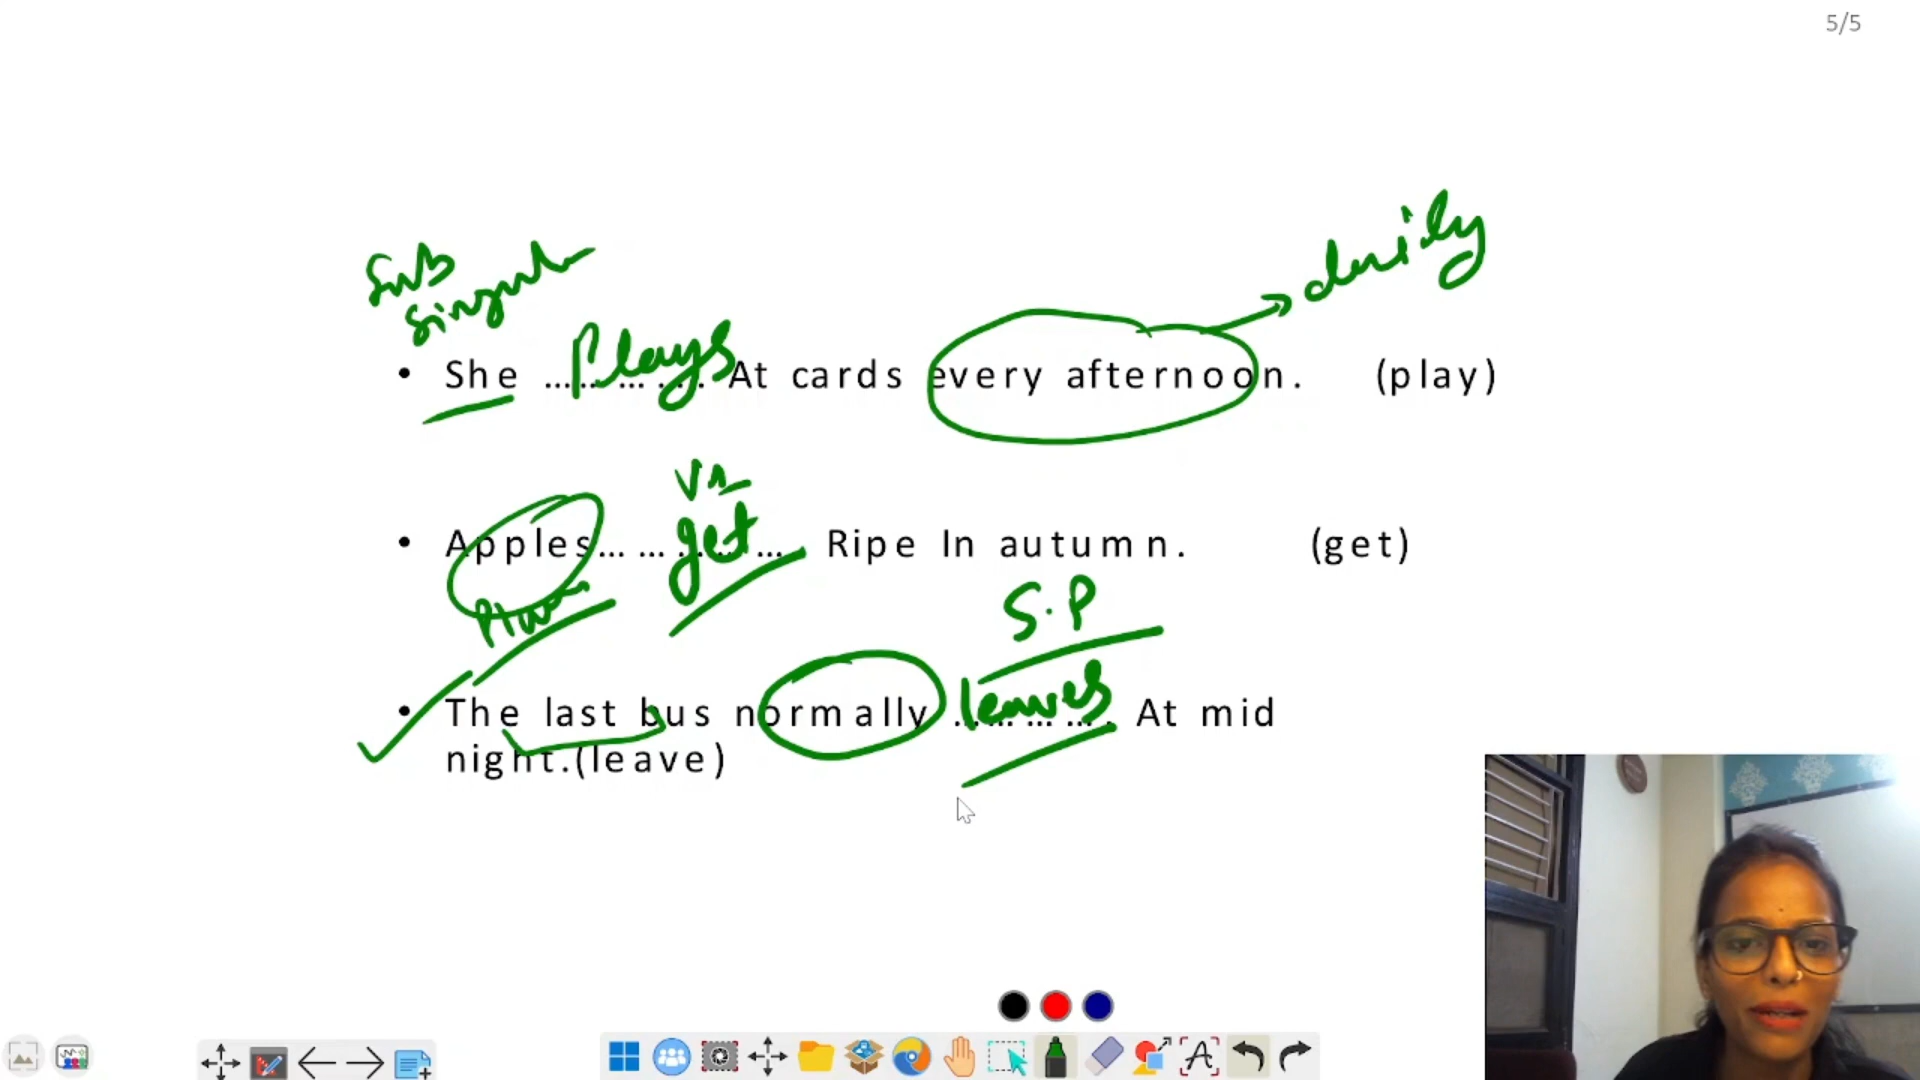 5/5
daily
Sub
Singular
Plays
• She ............... At cards every afternoon. (play)
V1
get
• Apples............... Ripe In autumn. (get)
S.P
leaves
• The last bus normally ............... At mid
night.(leave)